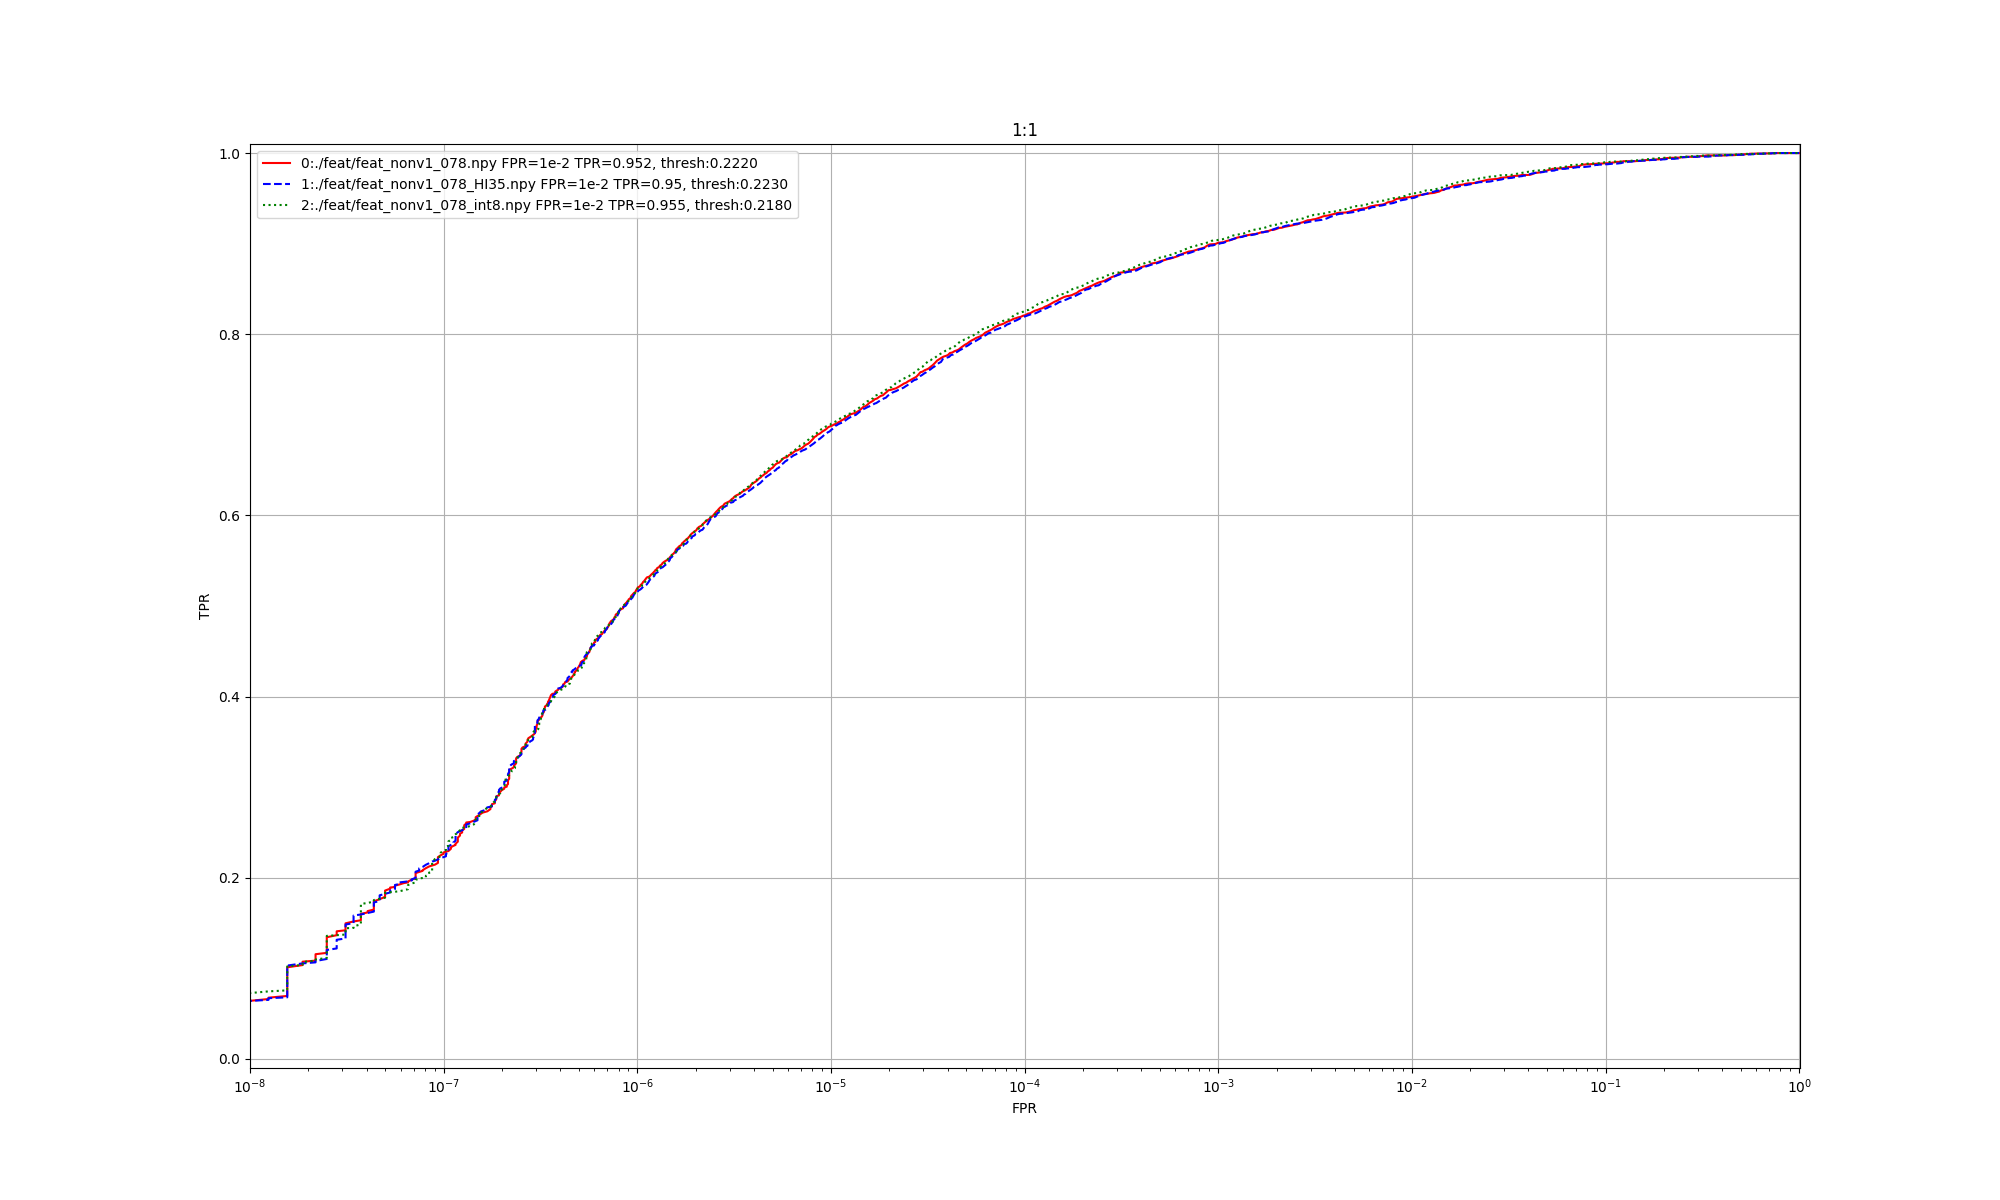 1:1
0:./feat/feat_nonv1_078.npy FPR=1e-2 TPR=0.952, thresh:0.2220
1:./feat/feat_nonv1_078_HI35.npy FPR=1e-2 TPR=0.95, thresh:0.2230
2:./feat/feat_nonv1_078_int8.npy FPR=1e-2 TPR=0.955, thresh:0.2180
1.0
0.8
0.6
TPR
0.4
0.2
0.0
10⁻⁸ 10⁻⁷ 10⁻⁶ 10⁻⁵ 10⁻⁴ 10⁻³ 10⁻² 10⁻¹ 10⁰
FPR